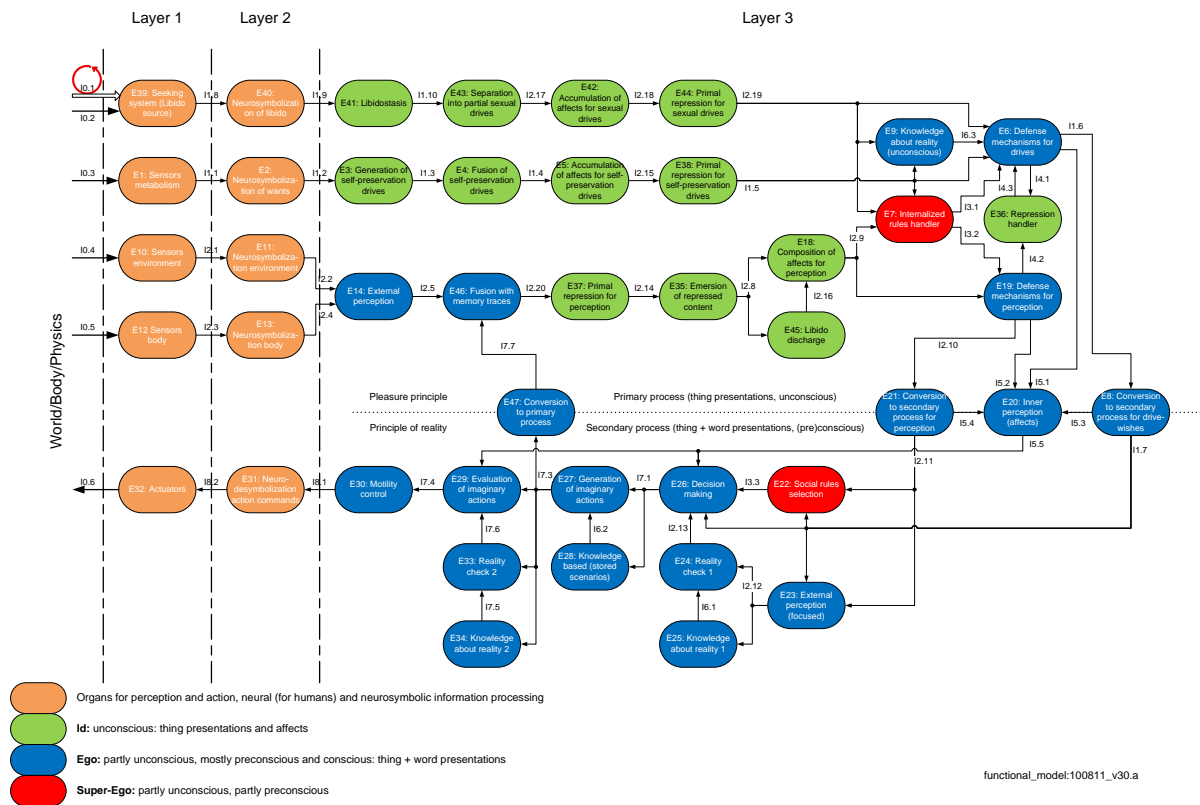 Layer 1
Layer 2
Layer 3
I0.1
E39: Seeking
system (Libido
source)
I1.8
E40:
Neurosymbolizati
on of libido
I1.9
E41: Libidostasis
I1.10
E43: Separation
into partial sexual
drives
I2.17
E42:
Accumulation of
affects for sexual
drives
I2.18
E44: Primal
repression for
sexual drives
I2.19
I0.2
E9: Knowledge
about reality
(unconscious)
I6.3
E6: Defense
mechanisms for
drives
I1.6
I0.3
E1: Sensors
metabolism
I1.1
E2:
Neurosymboliza-
tion of wants
I1.2
E3: Generation of
self-preservation
drives
I1.3
E4: Fusion of
self-preservation
drives
I1.4
E5: Accumulation
of affects for self-
preservation
drives
I2.15
E38: Primal
repression for
self-preservation
drives
I1.5
I4.3
I4.1
E7: Internalized
rules handler
I3.1
I3.2
E36: Repression
handler
I0.4
E10: Sensors
environment
I2.1
E11:
Neurosymboliza-
tion environment
I2.2
E18: Composition
of affects for
perception
I2.9
I4.2
E14: External
perception
I2.5
E46: Fusion with
memory traces
I2.20
E37: Primal
repression for
perception
I2.14
E35: Emersion of
repressed
content
I2.8
I2.16
E19: Defense
mechanisms for
perception
I2.4
I0.5
E12 Sensors
body
I2.3
E13:
Neurosymboliza-
tion body
E45: Libido
discharge
I7.7
I2.10
I5.2
I5.1
World/Body/Physics
Pleasure principle
Primary process (thing presentations, unconscious)
E47: Conversion
to primary
process
E21: Conversion
to secondary
process for
perception
I5.4
E20: Inner
perception
(affects)
I5.3
E8: Conversion to
secondary
process for drive-
wishes
Principle of reality
Secondary process (thing + word presentations, (pre)conscious)
I5.5
I1.7
I2.11
I0.6
E32: Actuators
I8.2
E31: Neuro-
desymbolization
action commands
I8.1
E30: Motility
control
I7.4
E29: Evaluation of
imaginary
actions
I7.3
E27: Generation of
imaginary
actions
I7.1
E26: Decision
making
I3.3
E22: Social rules
selection
I7.6
I6.2
I2.13
E33: Reality
check 2
E28: Knowledge
based (stored
scenarios)
E24: Reality
check 1
I2.12
E23: External
perception
(focused)
I7.5
I6.1
E34: Knowledge
about reality 2
E25: Knowledge
about reality 1
Organs for perception and action, neural (for humans) and neurosymbolic information processing
Id: unconscious: thing presentations and affects
Ego: partly unconscious, mostly preconscious and conscious: thing + word presentations
Super-Ego: partly unconscious, partly preconscious
functional_model:100811_v30.a